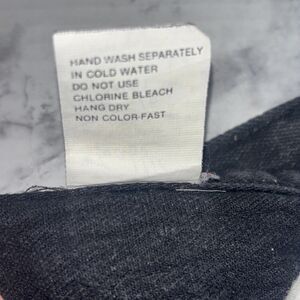 HAND WASH SEPARATELY
IN COLD WATER
DO NOT USE
CHLORINE BLEACH
HANG DRY
NON COLOR-FAST